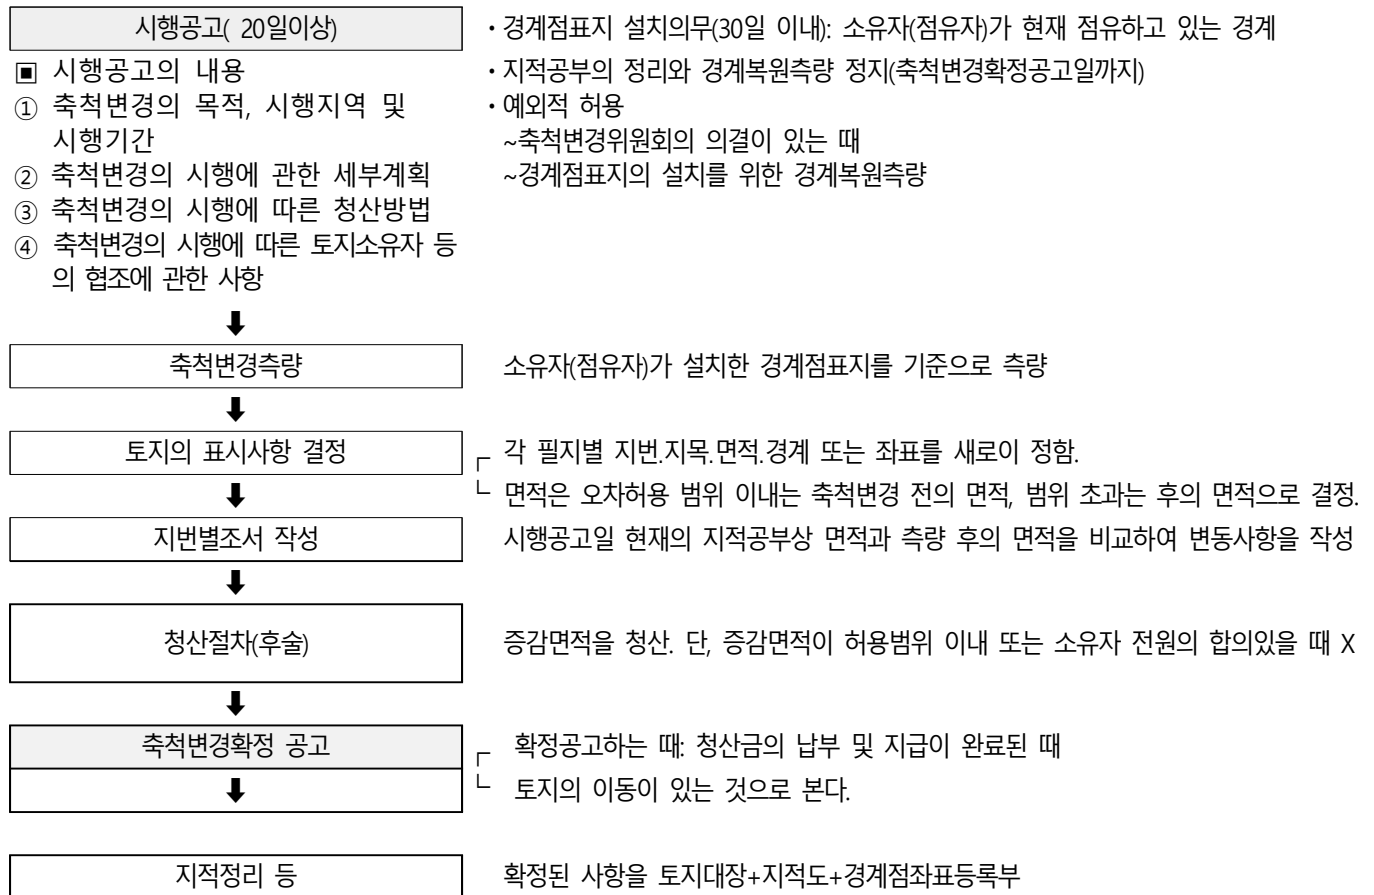 시행공고( 20일이상)
▣ 시행공고의 내용
① 축척변경의 목적, 시행지역 및
시행기간
② 축척변경의 시행에 관한 세부계획
③ 축척변경의 시행에 따른 청산방법
④ 축척변경의 시행에 따른 토지소유자 등
의 협조에 관한 사항
・경계점표지 설치의무(30일 이내): 소유자(점유자)가 현재 점유하고 있는 경계
・지적공부의 정리와 경계복원측량 정지(축척변경확정공고일까지)
・예외적 허용
~축척변경위원회의 의결이 있는 때
~경계점표지의 설치를 위한 경계복원측량
⬇
축척변경측량
소유자(점유자)가 설치한 경계점표지를 기준으로 측량
⬇
토지의 표시사항 결정
┌ 각 필지별 지번.지목.면적.경계 또는 좌표를 새로이 정함.
⬇
└ 면적은 오차허용 범위 이내는 축척변경 전의 면적, 범위 초과는 후의 면적으로 결정.
지번별조서 작성
시행공고일 현재의 지적공부상 면적과 측량 후의 면적을 비교하여 변동사항을 작성
⬇
청산절차(후술)
증감면적을 청산. 단, 증감면적이 허용범위 이내 또는 소유자 전원의 합의있을 때 X
⬇
축척변경확정 공고
┌ 확정공고하는 때: 청산금의 납부 및 지급이 완료된 때
⬇
└ 토지의 이동이 있는 것으로 본다.
지적정리 등
확정된 사항을 토지대장+지적도+경계점좌표등록부